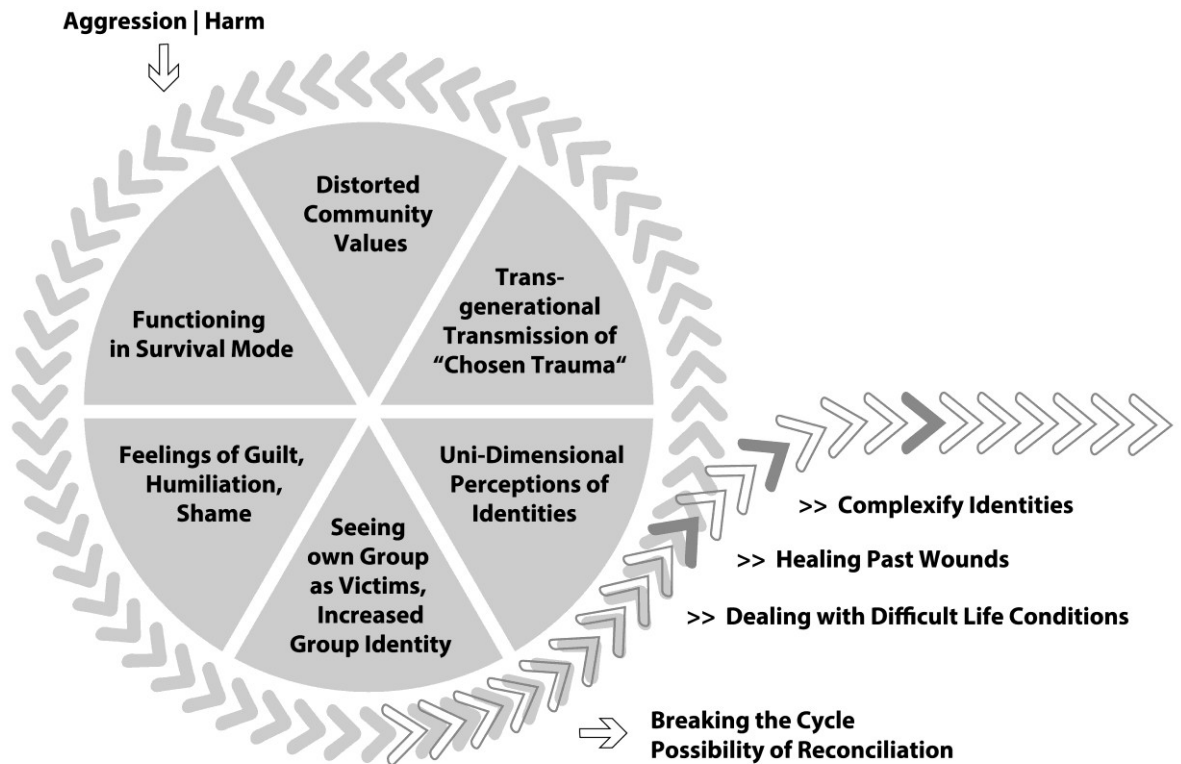 Aggression | Harm
Distorted
Community
Values
Trans-
generational
Transmission of
“Chosen Trauma“
Functioning
in Survival Mode
Feelings of Guilt,
Humiliation,
Shame
Uni-Dimensional
Perceptions of
Identities
Seeing
own Group
as Victims,
Increased
Group Identity
>> Complexify Identities
>> Healing Past Wounds
>> Dealing with Difficult Life Conditions
Breaking the Cycle
Possibility of Reconciliation